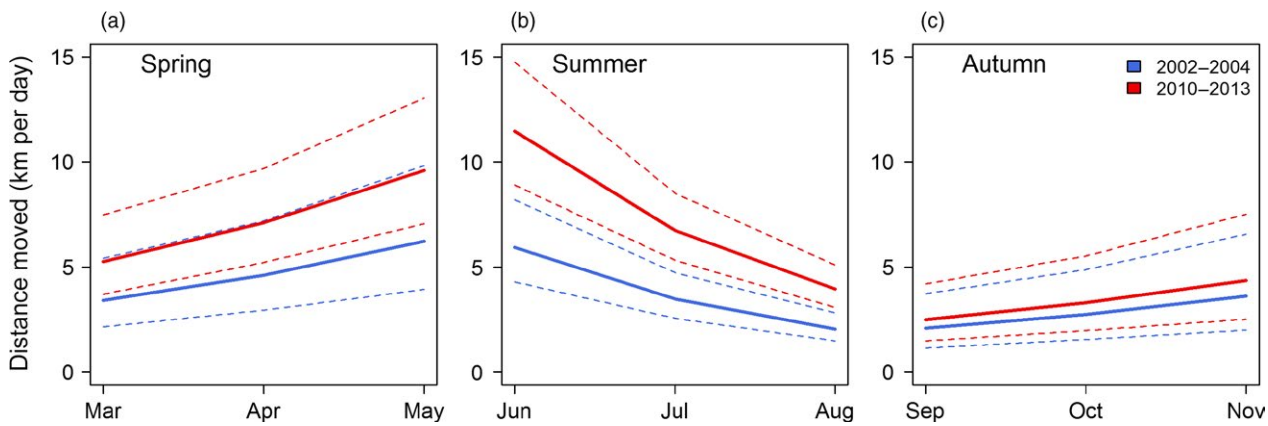 (a)
(b)
(c)
Spring
Summer
Autumn
2002–2004
2010–2013
Distance moved (km per day)
15
10
5
0
Mar
Apr
May
15
10
5
0
Jun
Jul
Aug
15
10
5
0
Sep
Oct
Nov